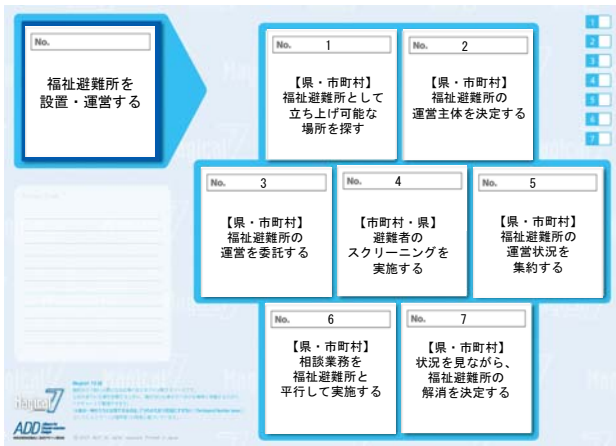 No.
福祉避難所を
設置・運営する
No. 1
【県・市町村】
福祉避難所として
立ち上げ可能な
場所を探す
No. 2
【県・市町村】
福祉避難所の
運営主体を決定する
No. 3
【県・市町村】
福祉避難所の
運営を委託する
No. 4
【市町村・県】
避難者の
スクリーニングを
実施する
No. 5
【県・市町村】
福祉避難所の
運営状況を
集約する
No. 6
【県・市町村】
相談業務を
福祉避難所と
平行して実施する
No. 7
【県・市町村】
状況を見ながら、
福祉避難所の
解消を決定する
1
2
3
4
5
6
7
Magical 7
ADD